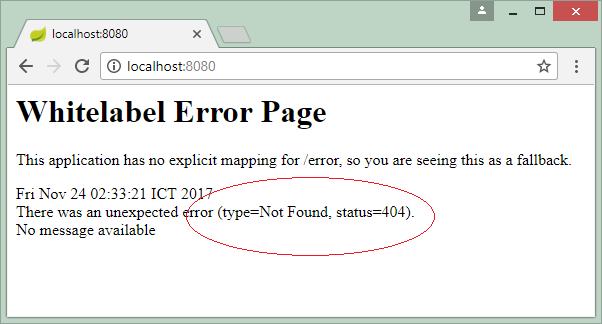 localhost:8080
localhost:8080
Whitelabel Error Page
This application has no explicit mapping for /error, so you are seeing this as a fallback.
Fri Nov 24 02:33:21 ICT 2017
There was an unexpected error (type=Not Found, status=404).
No message available